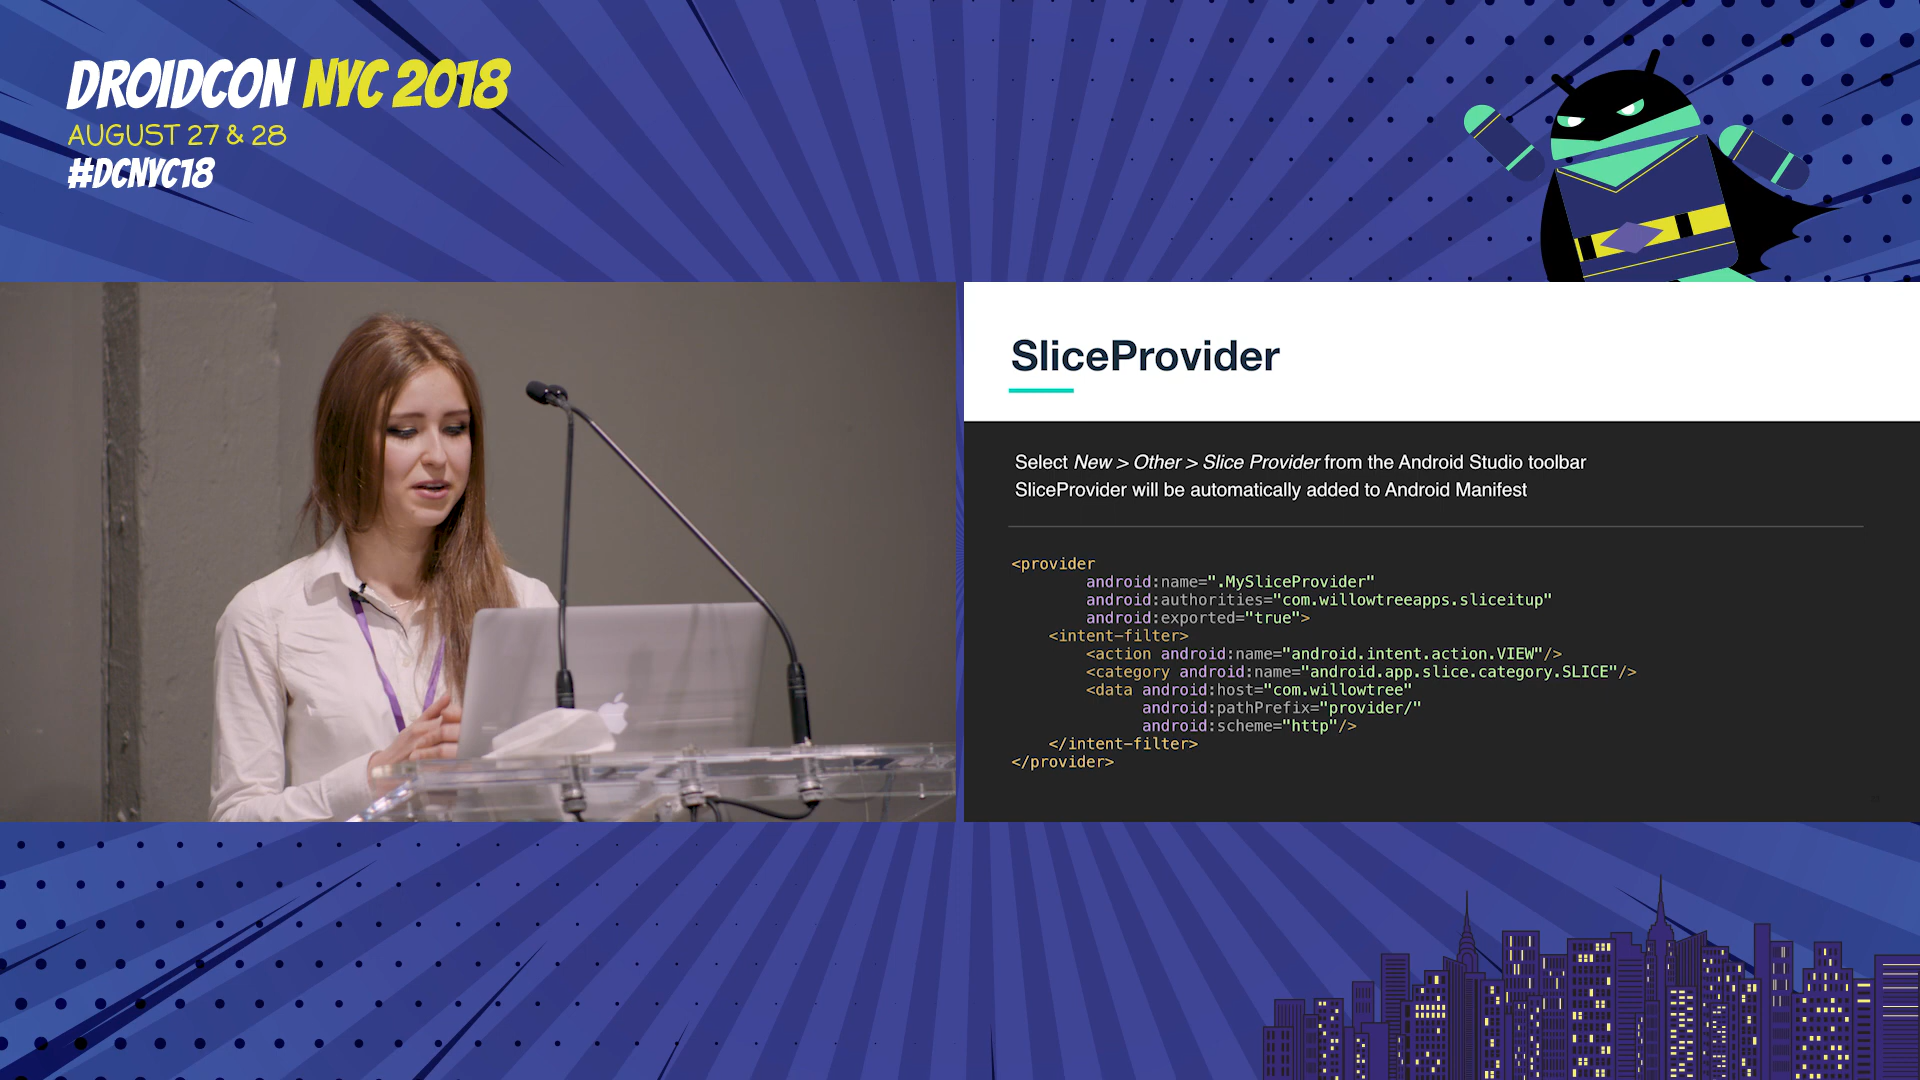 DROIDCON NYC 2018
AUGUST 27 & 28
#DCNYC18
SliceProvider
Select New > Other > Slice Provider from the Android Studio toolbar
SliceProvider will be automatically added to Android Manifest
<provider
android:name=".MySliceProvider"
android:authorities="com.willowtreeapps.sliceitup"
android:exported="true">
<intent-filter>
<action android:name="android.intent.action.VIEW"/>
<category android:name="android.app.slice.category.SLICE"/>
<data android:host="com.willowtree"
android:pathPrefix="provider/"
android:scheme="http"/>
</intent-filter>
</provider>